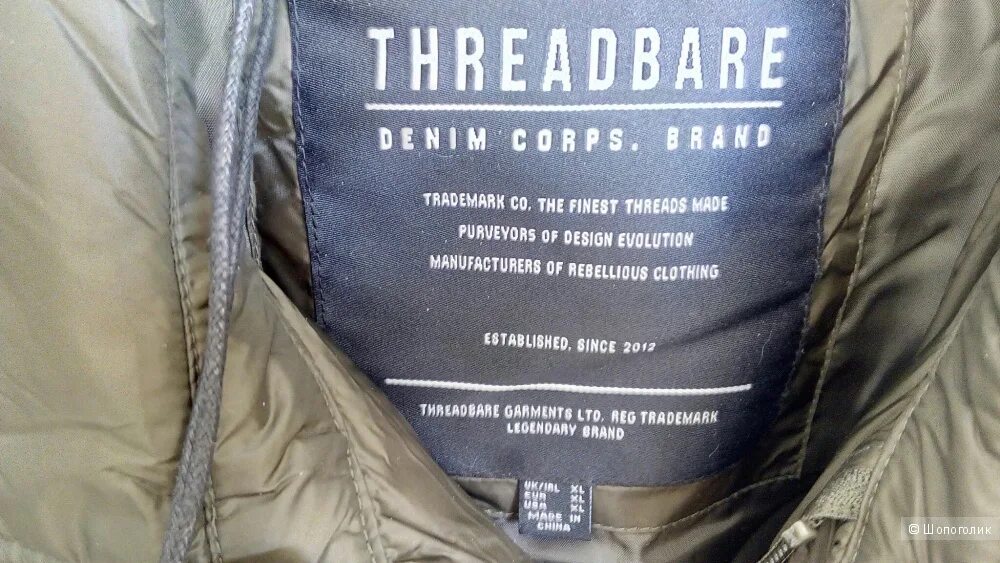 THREADBARE
DENIM CORPS. BRAND
TRADEMARK CO. THE FINEST THREADS MADE
PURVEYORS OF DESIGN EVOLUTION
MANUFACTURERS OF REBELLIOUS CLOTHING
ESTABLISHED. SINCE 2012
THREADBARE GARMENTS LTD. REG TRADEMARK
LEGENDARY BRAND
UK/IRL XL
EUR XL
USA XL
MADE IN
CHINA
© Шопоголик